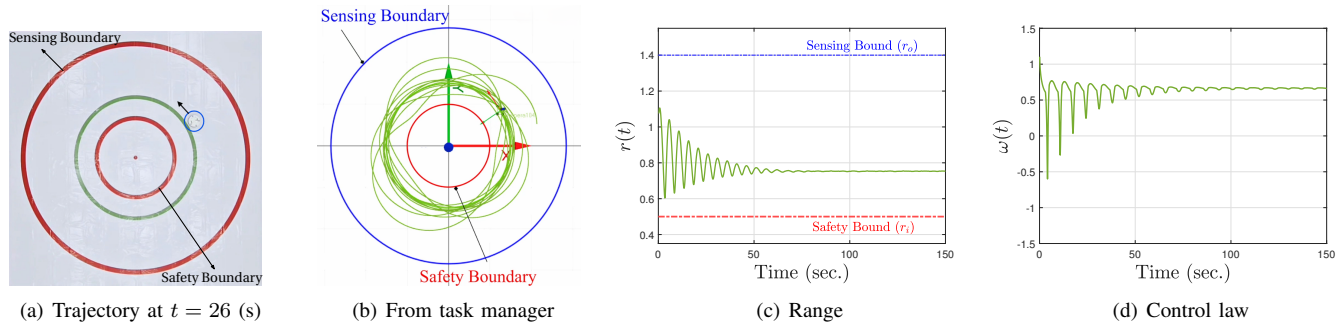 Sensing Boundary
Safety Boundary
(a) Trajectory at t = 26 (s)
Sensing Boundary
Y
X
Safety Boundary
(b) From task manager
1.4
1.2
1
0.8
0.6
0.4
r(t)
Sensing Bound (r_o)
Safety Bound (r_i)
0
50
100
150
Time (sec.)
(c) Range
1.5
1
0.5
0
-0.5
-1
-1.5
ω(t)
0
50
100
150
Time (sec.)
(d) Control law